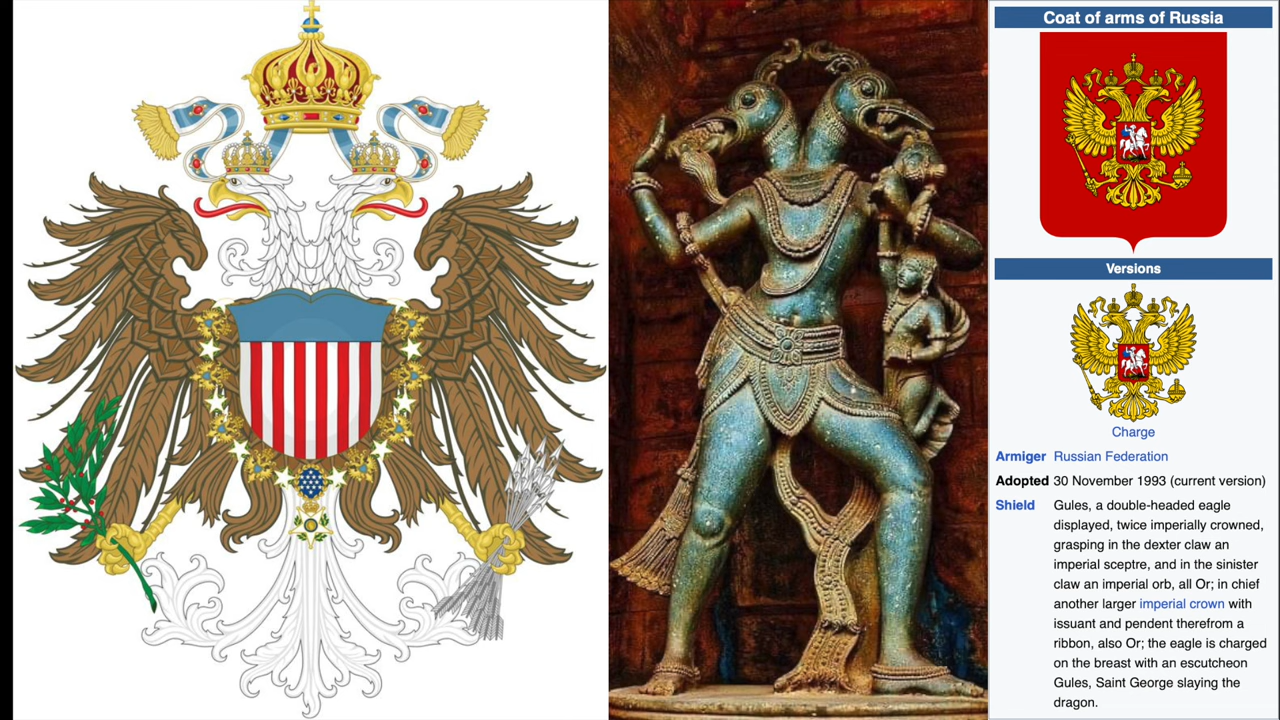 Coat of arms of Russia
Versions
Charge
Armiger Russian Federation
Adopted 30 November 1993 (current version)
Shield Gules, a double-headed eagle
displayed, twice imperially crowned,
grasping in the dexter claw an
imperial sceptre, and in the sinister
claw an imperial orb, all Or; in chief
another larger imperial crown with
issuant and pendent therefrom a
ribbon, also Or; the eagle is charged
on the breast with an escutcheon
Gules, Saint George slaying the
dragon.